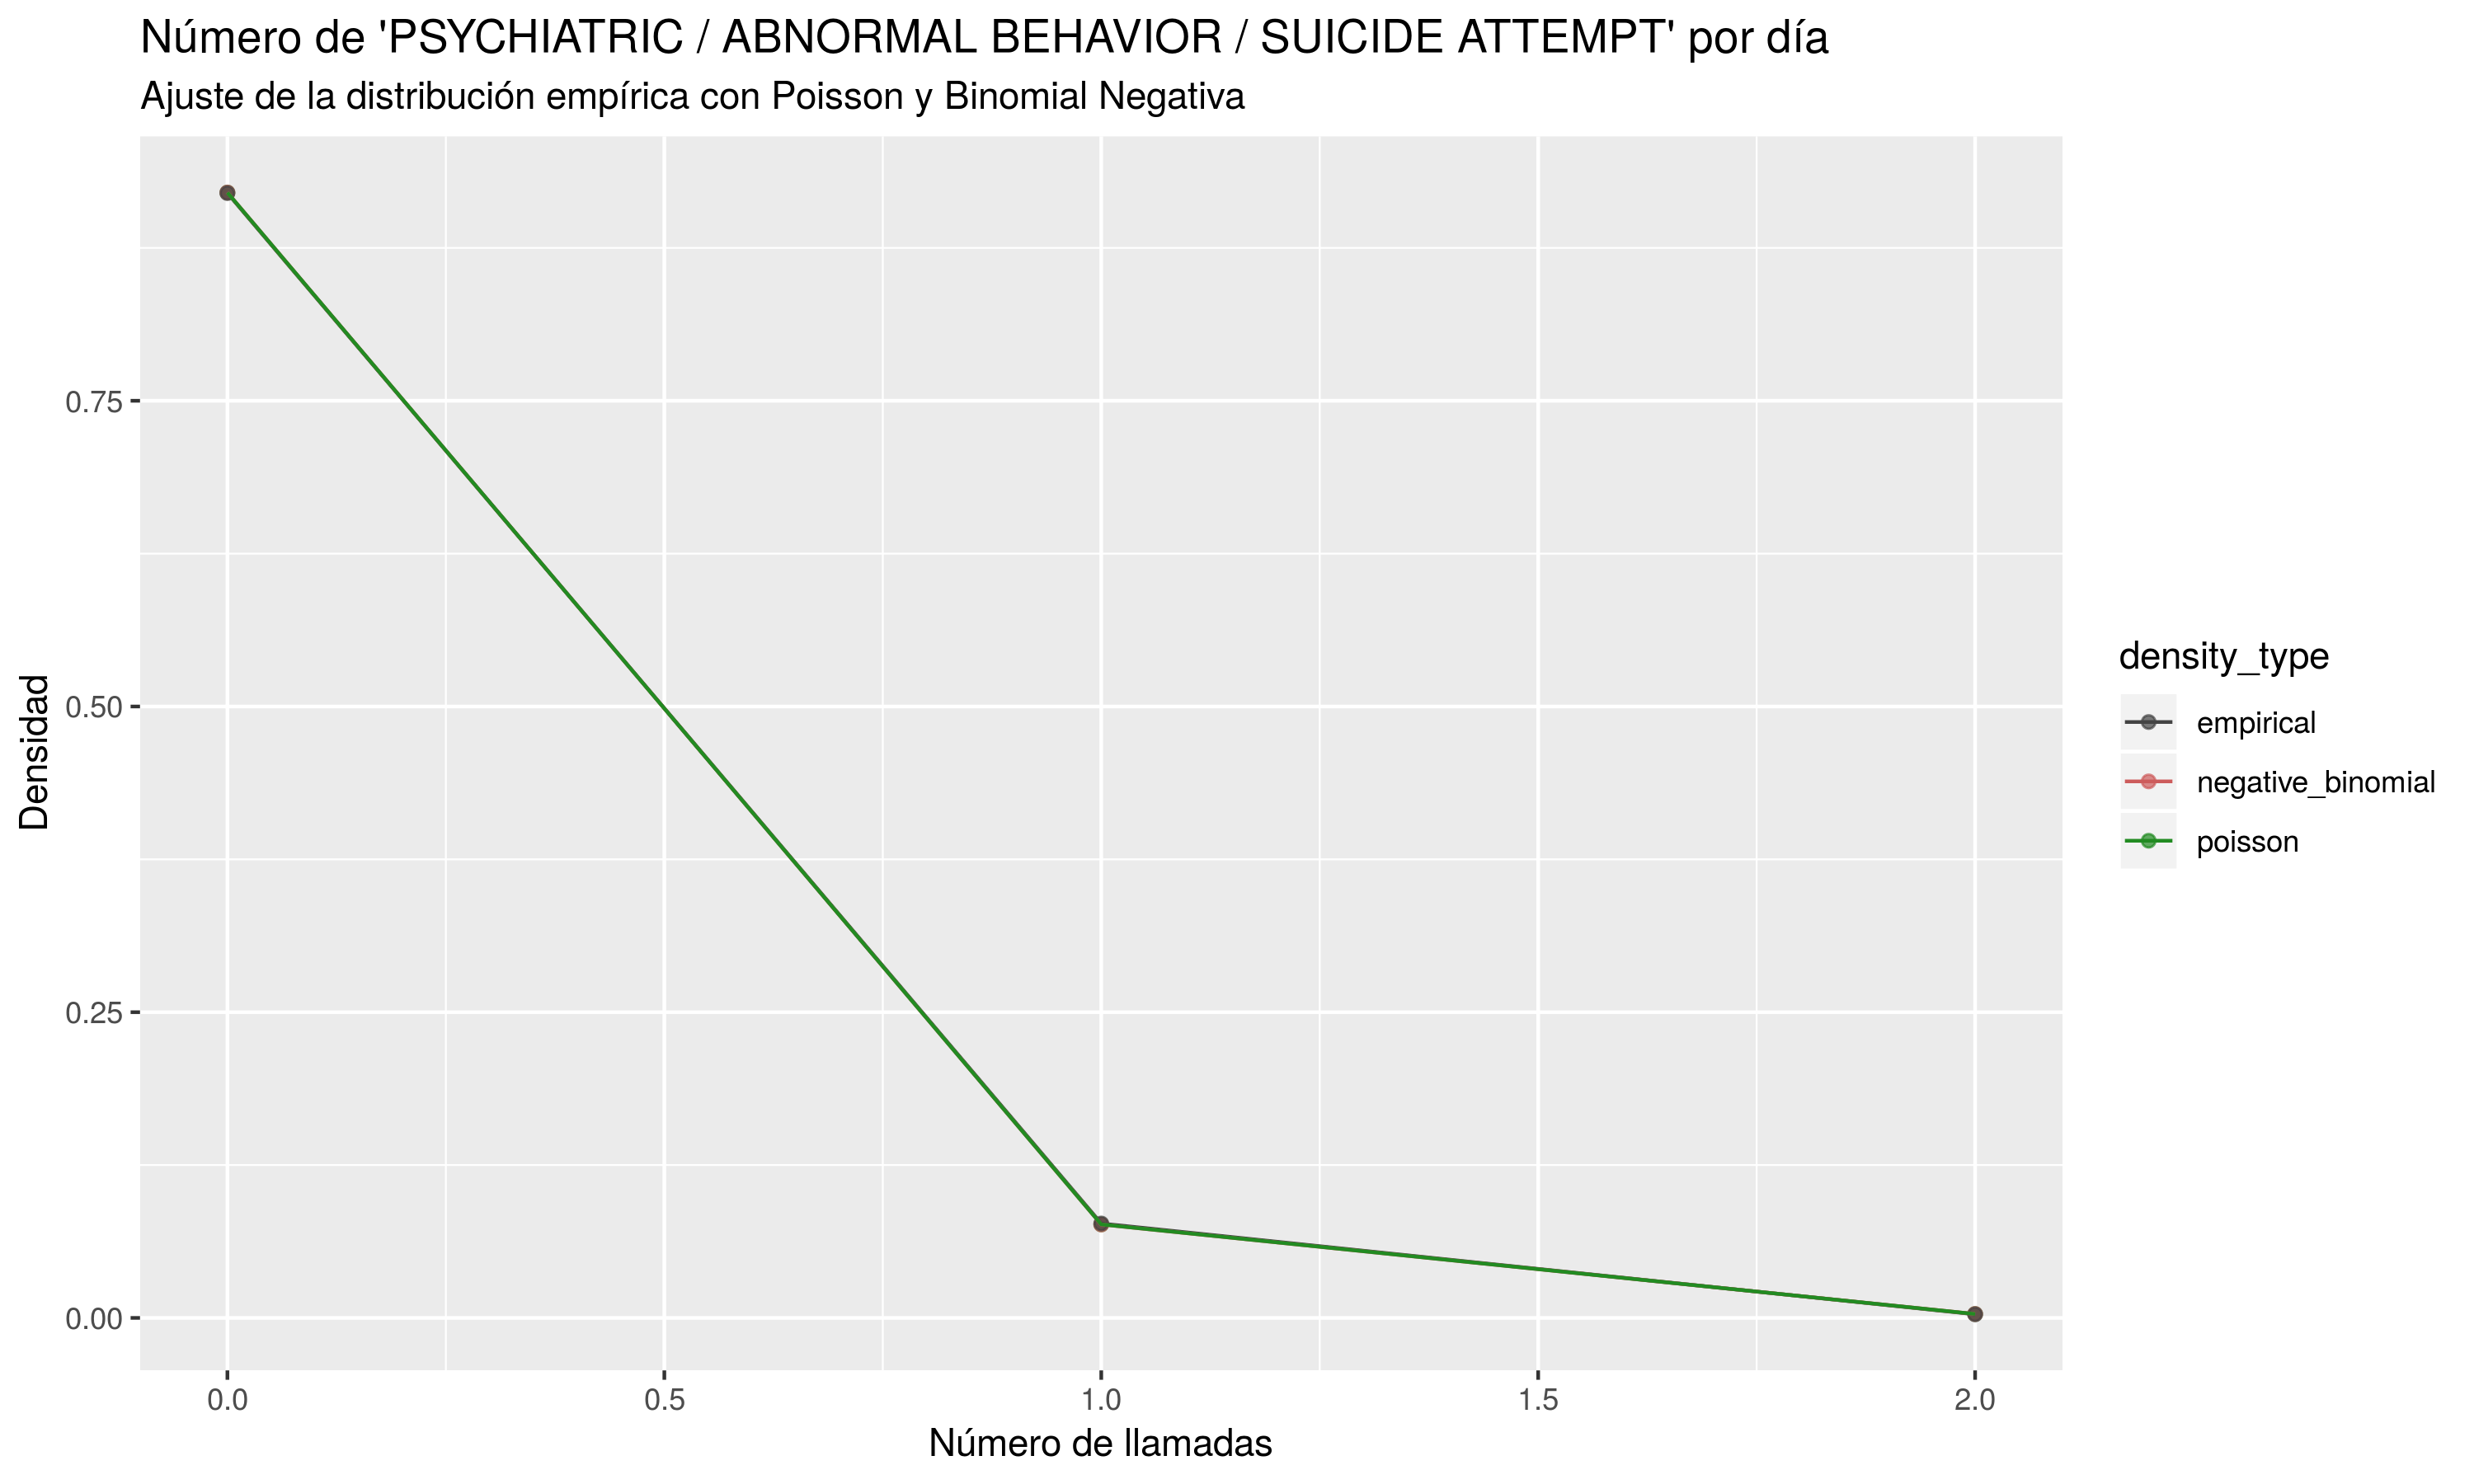 Número de 'PSYCHIATRIC / ABNORMAL BEHAVIOR / SUICIDE ATTEMPT' por día
Ajuste de la distribución empírica con Poisson y Binomial Negativa
Densidad
0.75
0.50
0.25
0.00
0.0
0.5
1.0
1.5
2.0
Número de llamadas
density_type
empirical
negative_binomial
poisson